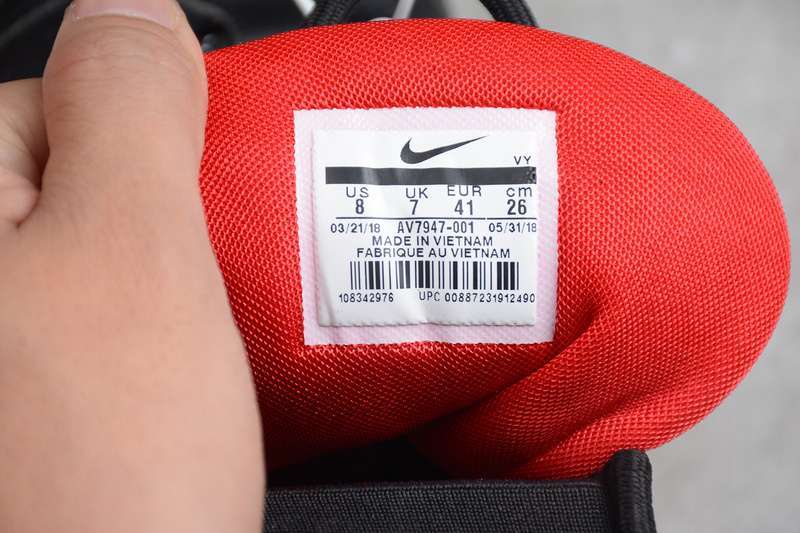 VY
US UK EUR cm
8 7 41 26
03/21/18 AV7947-001 05/31/18
MADE IN VIETNAM
FABRIQUE AU VIETNAM
108342976 UPC 00887231912490